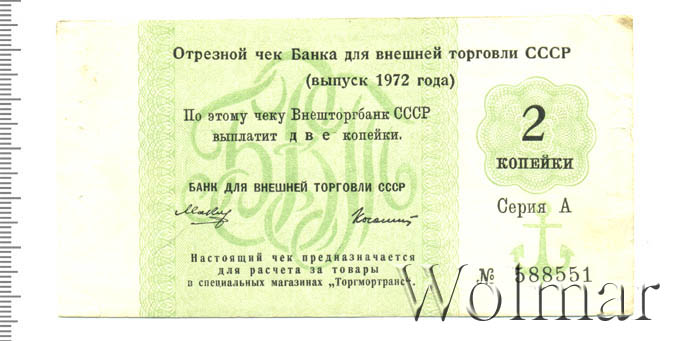 Отрезной чек Банка для внешней торговли СССР
(выпуск 1972 года)
По этому чеку Внешторгбанк СССР
выплатит две копейки.
2
КОПЕЙКИ
БАНК ДЛЯ ВНЕШНЕЙ ТОРГОВЛИ СССР
Серия А
Настоящий чек предназначается
для расчета за товары
в специальных магазинах „Торгмортранс“.
№ 588551
БВТ
Wolmar